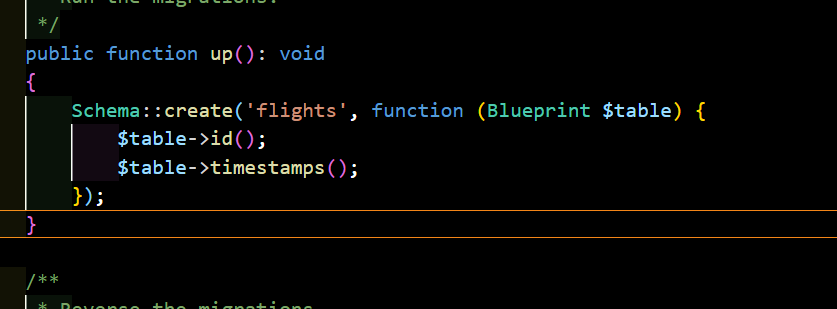 Run the migrations.
*/
public function up(): void
{
Schema::create('flights', function (Blueprint $table) {
$table->id();
$table->timestamps();
});
}
/**
* Reverse the migrations